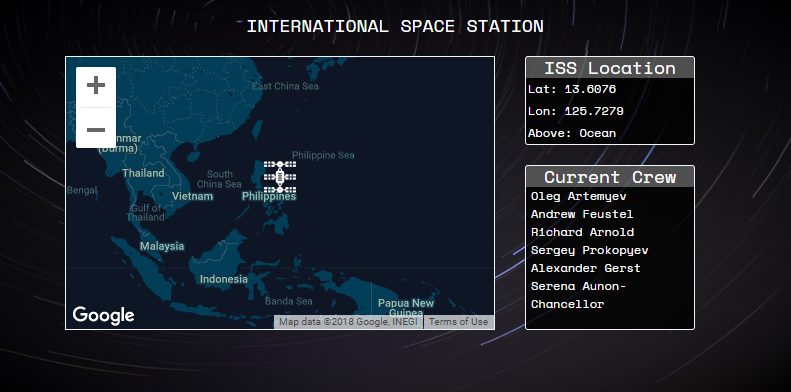 INTERNATIONAL SPACE STATION
+
−
East China Sea
nmar
(Burma)
Philippine Sea
Thailand
South
China Sea
Bengal
Vietnam
Philippines
Gulf of
Thailand
Malaysia
Indonesia
Banda Sea
Papua New
Guinea
Google
Map data ©2018 Google, INEGI
Terms of Use
ISS Location
Lat: 13.6076
Lon: 125.7279
Above: Ocean
Current Crew
Oleg Artemyev
Andrew Feustel
Richard Arnold
Sergey Prokopyev
Alexander Gerst
Serena Aunon-
Chancellor